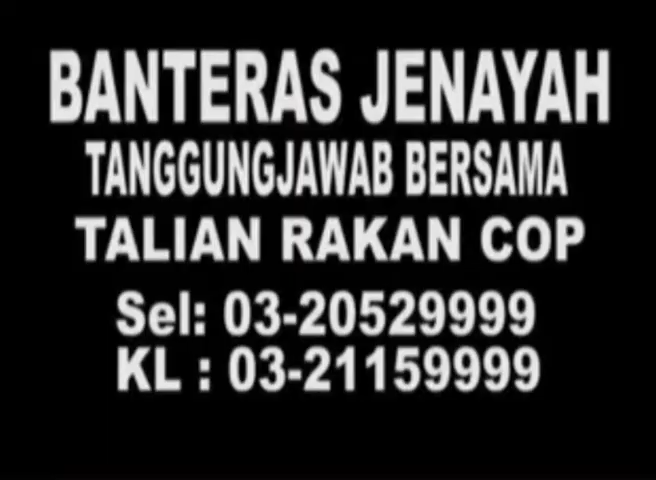 BANTERAS JENAYAH
TANGGUNGJAWAB BERSAMA
TALIAN RAKAN COP
Sel: 03-20529999
KL : 03-21159999